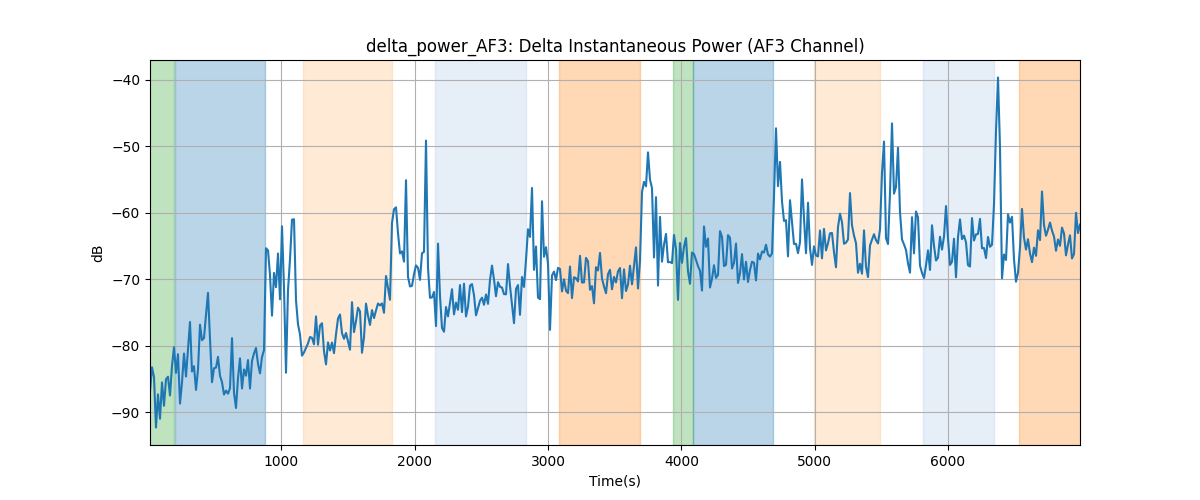 delta_power_AF3: Delta Instantaneous Power (AF3 Channel)
−40
−50
−60
−70
−80
−90
dB
1000 2000 3000 4000 5000 6000
Time(s)